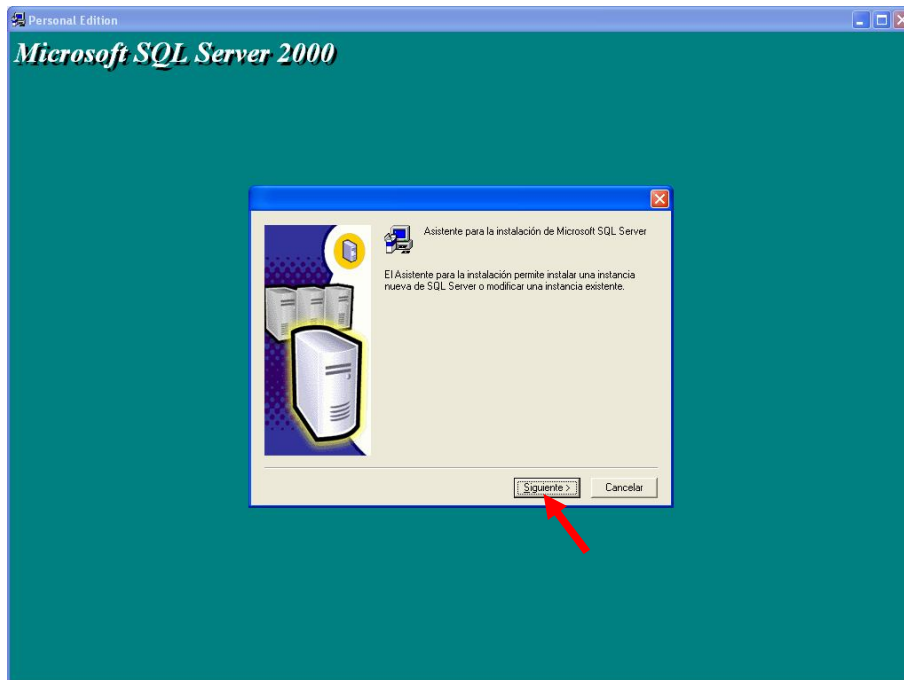 Personal Edition
Microsoft SQL Server 2000
Asistente para la instalación de Microsoft SQL Server
El Asistente para la instalación permite instalar una instancia
nueva de SQL Server o modificar una instancia existente.
Siguiente >
Cancelar